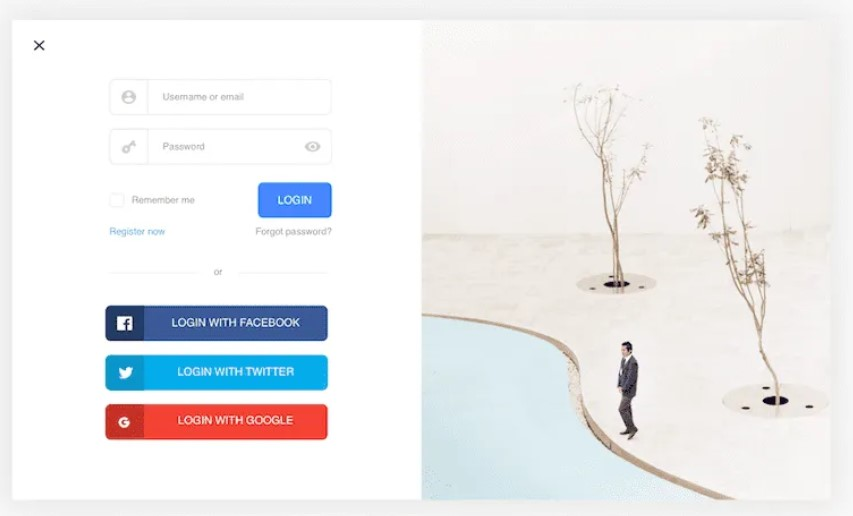 Username or email
Password
Remember me
LOGIN
Register now
Forgot password?
or
LOGIN WITH FACEBOOK
LOGIN WITH TWITTER
G
LOGIN WITH GOOGLE